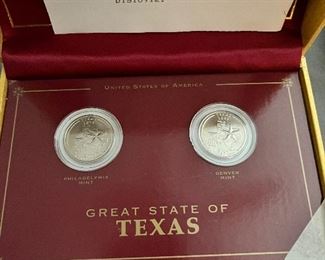 UNITED STATES OF AMERICA
PHILADELPHIA
MINT
DENVER
MINT
GREAT STATE OF
TEXAS